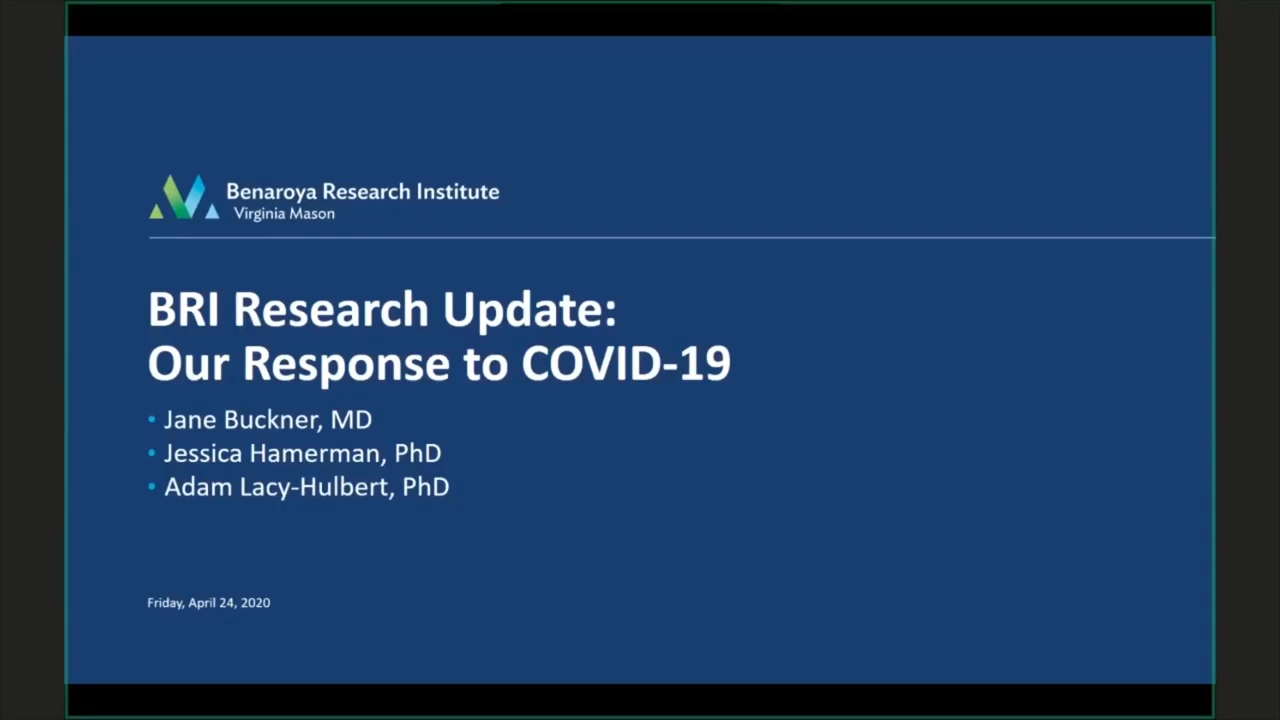 Benaroya Research Institute
Virginia Mason
BRI Research Update:
Our Response to COVID-19
• Jane Buckner, MD
• Jessica Hamerman, PhD
• Adam Lacy-Hulbert, PhD
Friday, April 24, 2020